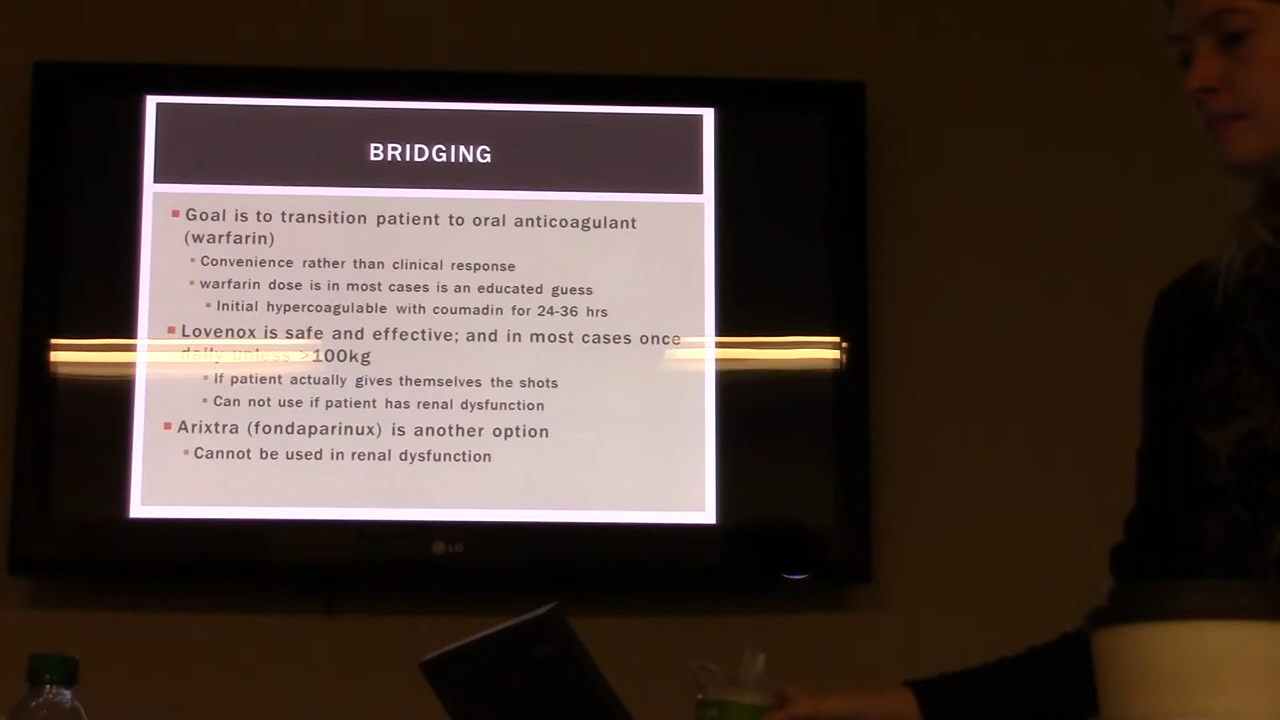 BRIDGING
Goal is to transition patient to oral anticoagulant
(warfarin)
Convenience rather than clinical response
warfarin dose is in most cases is an educated guess
Initial hypercoagulable with coumadin for 24-36 hrs
Lovenox is safe and effective; and in most cases once
daily unless >100kg
If patient actually gives themselves the shots
Can not use if patient has renal dysfunction
Arixtra (fondaparinux) is another option
Cannot be used in renal dysfunction
LG